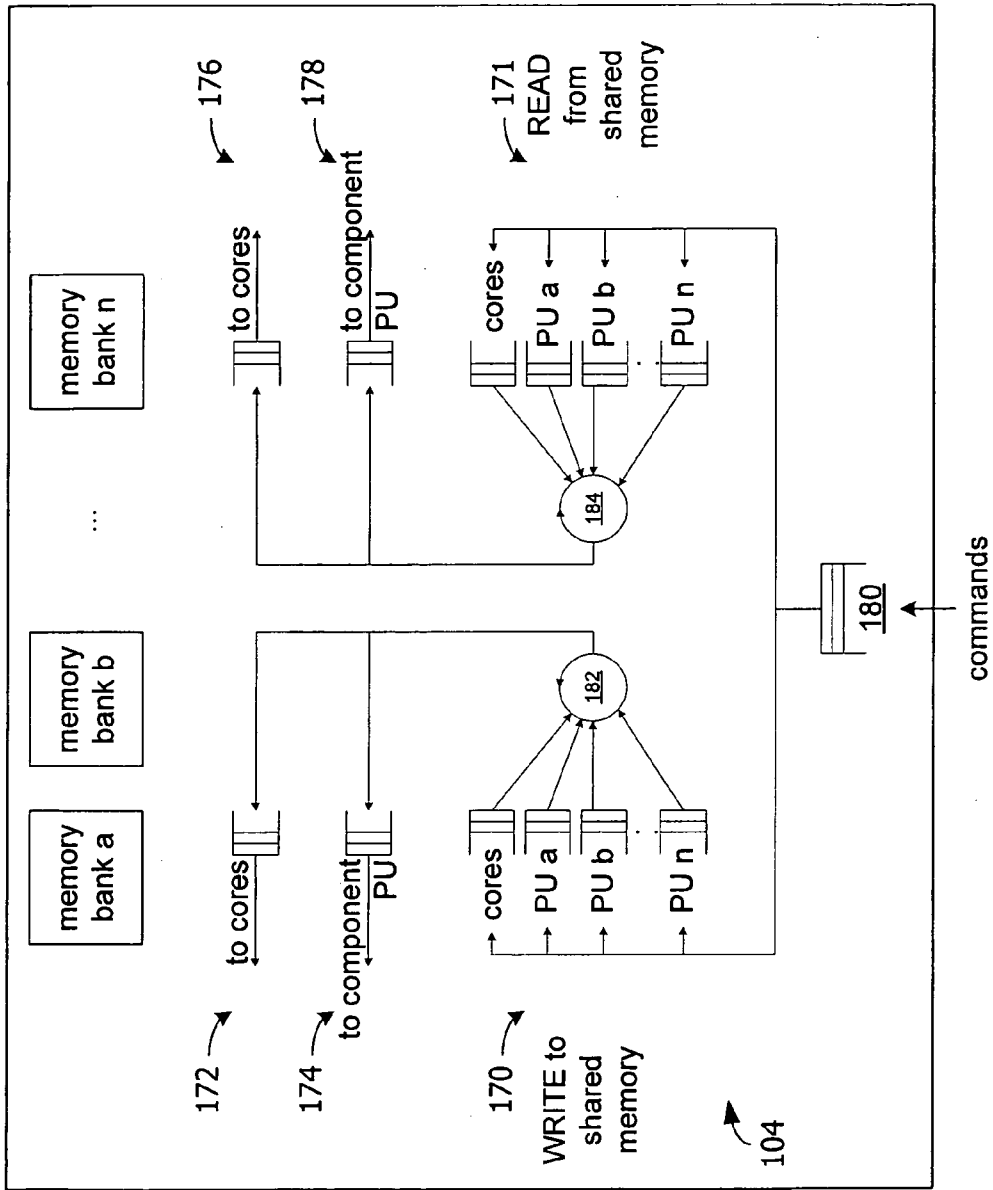 memory
bank a
memory
bank b
...
memory
bank n
172
to cores
to cores
176
174
to component
PU
to component
PU
178
170
WRITE to
shared
memory
cores
PU a
PU b
PU n
182
184
cores
PU a
PU b
PU n
171
READ
from
shared
memory
104
180
commands